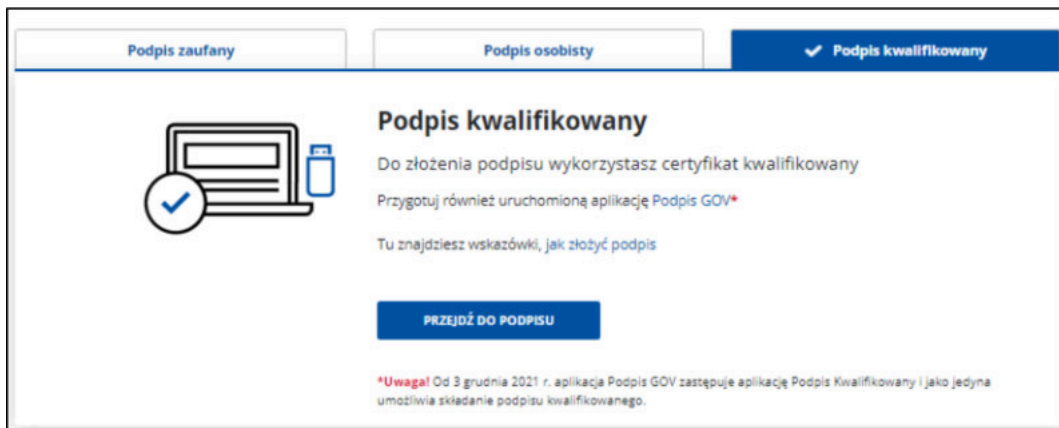 Podpis zaufany
Podpis osobisty
Podpis kwalifikowany
Podpis kwalifikowany
Do złożenia podpisu wykorzystasz certyfikat kwalifikowany
Przygotuj również uruchomioną aplikację Podpis GOV*
Tu znajdziesz wskazówki, jak złożyć podpis
PRZEJDŹ DO PODPISU
*Uwaga! Od 3 grudnia 2021 r. aplikacja Podpis GOV zastępuje aplikację Podpis Kwalifikowany i jako jedyna
umożliwia składanie podpisu kwalifikowanego.